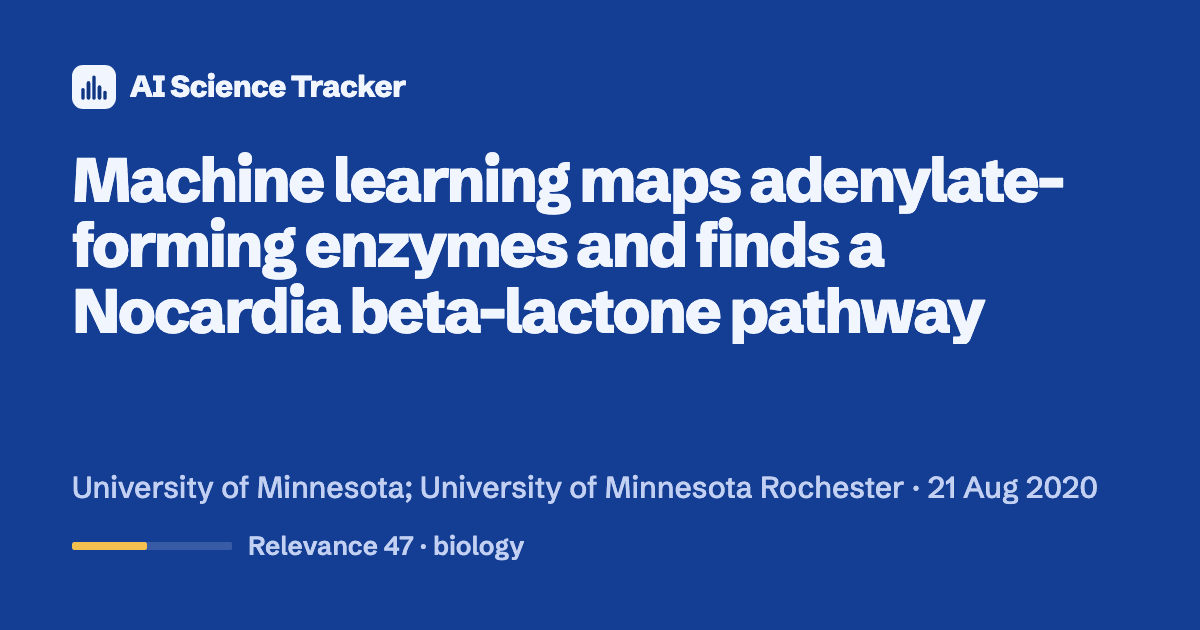 AI Science Tracker
Machine learning maps adenylate-
forming enzymes and finds a
Nocardia beta-lactone pathway
University of Minnesota; University of Minnesota Rochester · 21 Aug 2020
Relevance 47 · biology